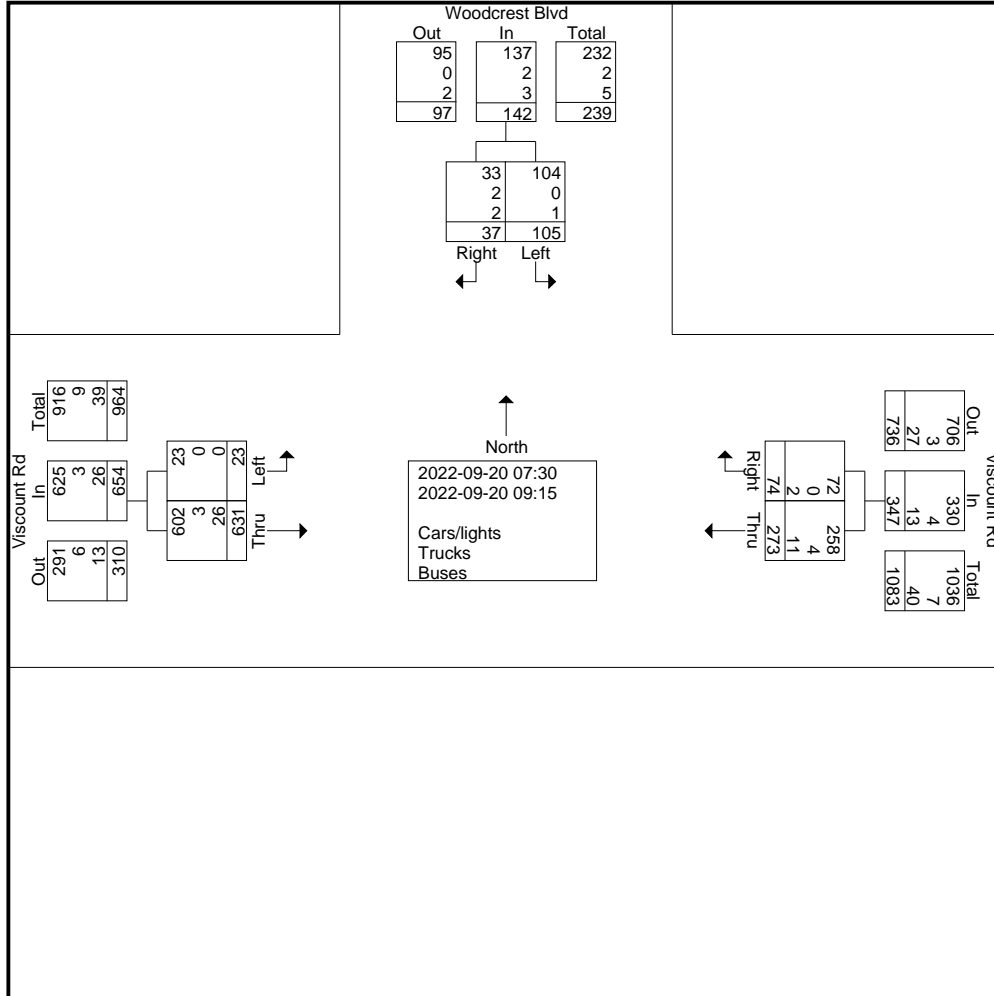 Woodcrest Blvd
Out In Total
95 137 232
0 2 2
2 3 5
97 142 239
33 104
2 0
2 1
37 105
Right Left
Viscount Rd
Total
916
9
39
964
In
625
3
26
654
Out
291
6
13
310
Left
23
0
0
23
Thru
602
3
26
631
North
2022-09-20 07:30
2022-09-20 09:15
Cars/lights
Trucks
Buses
Right
72
0
2
74
Thru
258
4
11
273
Viscount Rd
Out
706
3
27
736
In
330
4
13
347
Total
1036
7
40
1083